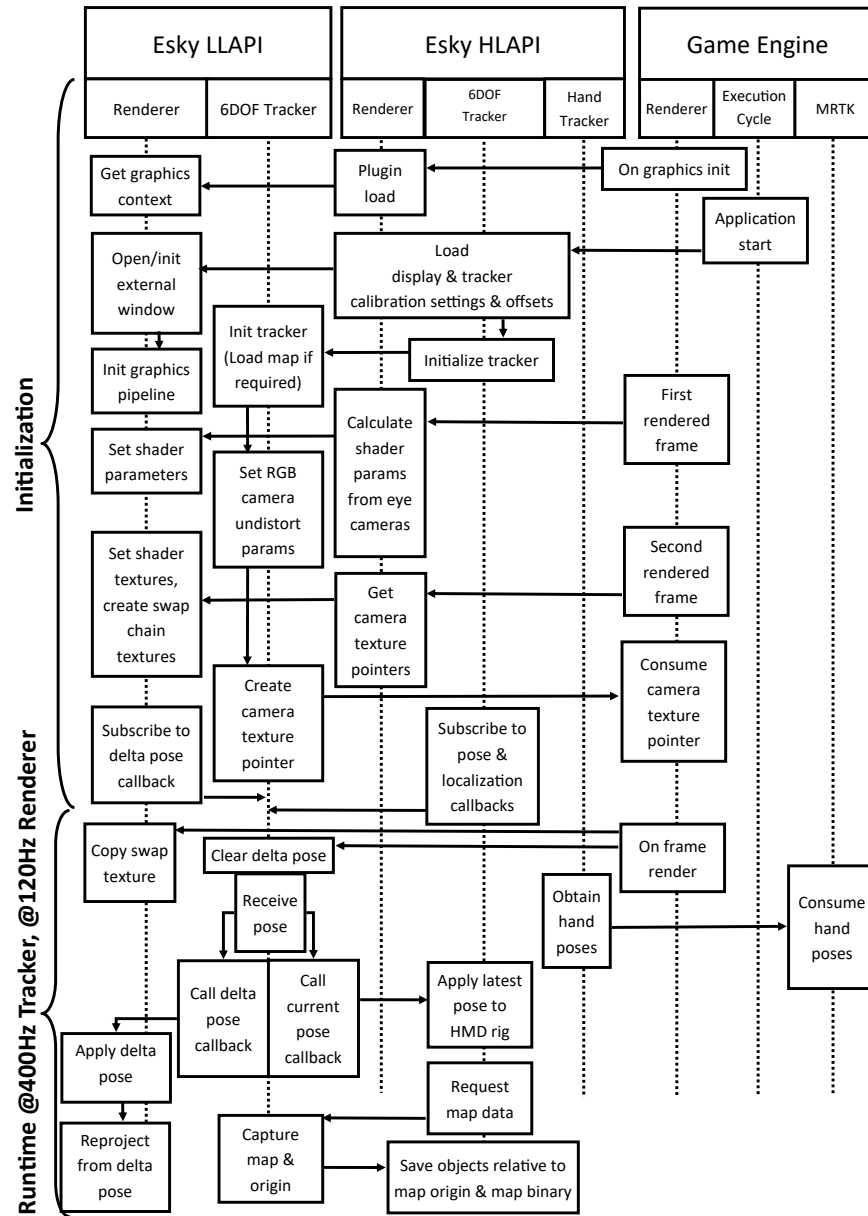 Esky LLAPI
Esky HLAPI
Game Engine
Renderer
6DOF Tracker
Renderer
6DOF
Tracker
Hand
Tracker
Renderer
Execution
Cycle
MRTK
Initialization
Get graphics
context
Plugin
load
On graphics init
Application
start
Open/init
external
window
Load
display & tracker
calibration settings & offsets
Init tracker
(Load map if
required)
Initialize tracker
Init graphics
pipeline
First
rendered
frame
Calculate
shader
params
from eye
cameras
Set shader
parameters
Set RGB
camera
undistort
params
Second
rendered
frame
Set shader
textures,
create swap
chain
textures
Get
camera
texture
pointers
Consume
camera
texture
pointer
Create
camera
texture
pointer
Subscribe to
delta pose
callback
Subscribe to
pose &
localization
callbacks
Runtime @400Hz Tracker, @120Hz Renderer
Copy swap
texture
Clear delta pose
On frame
render
Receive
pose
Obtain
hand
poses
Consume
hand
poses
Call delta
pose
callback
Call
current
pose
callback
Apply latest
pose to
HMD rig
Apply delta
pose
Request
map data
Reproject
from delta
pose
Capture
map &
origin
Save objects relative to
map origin & map binary